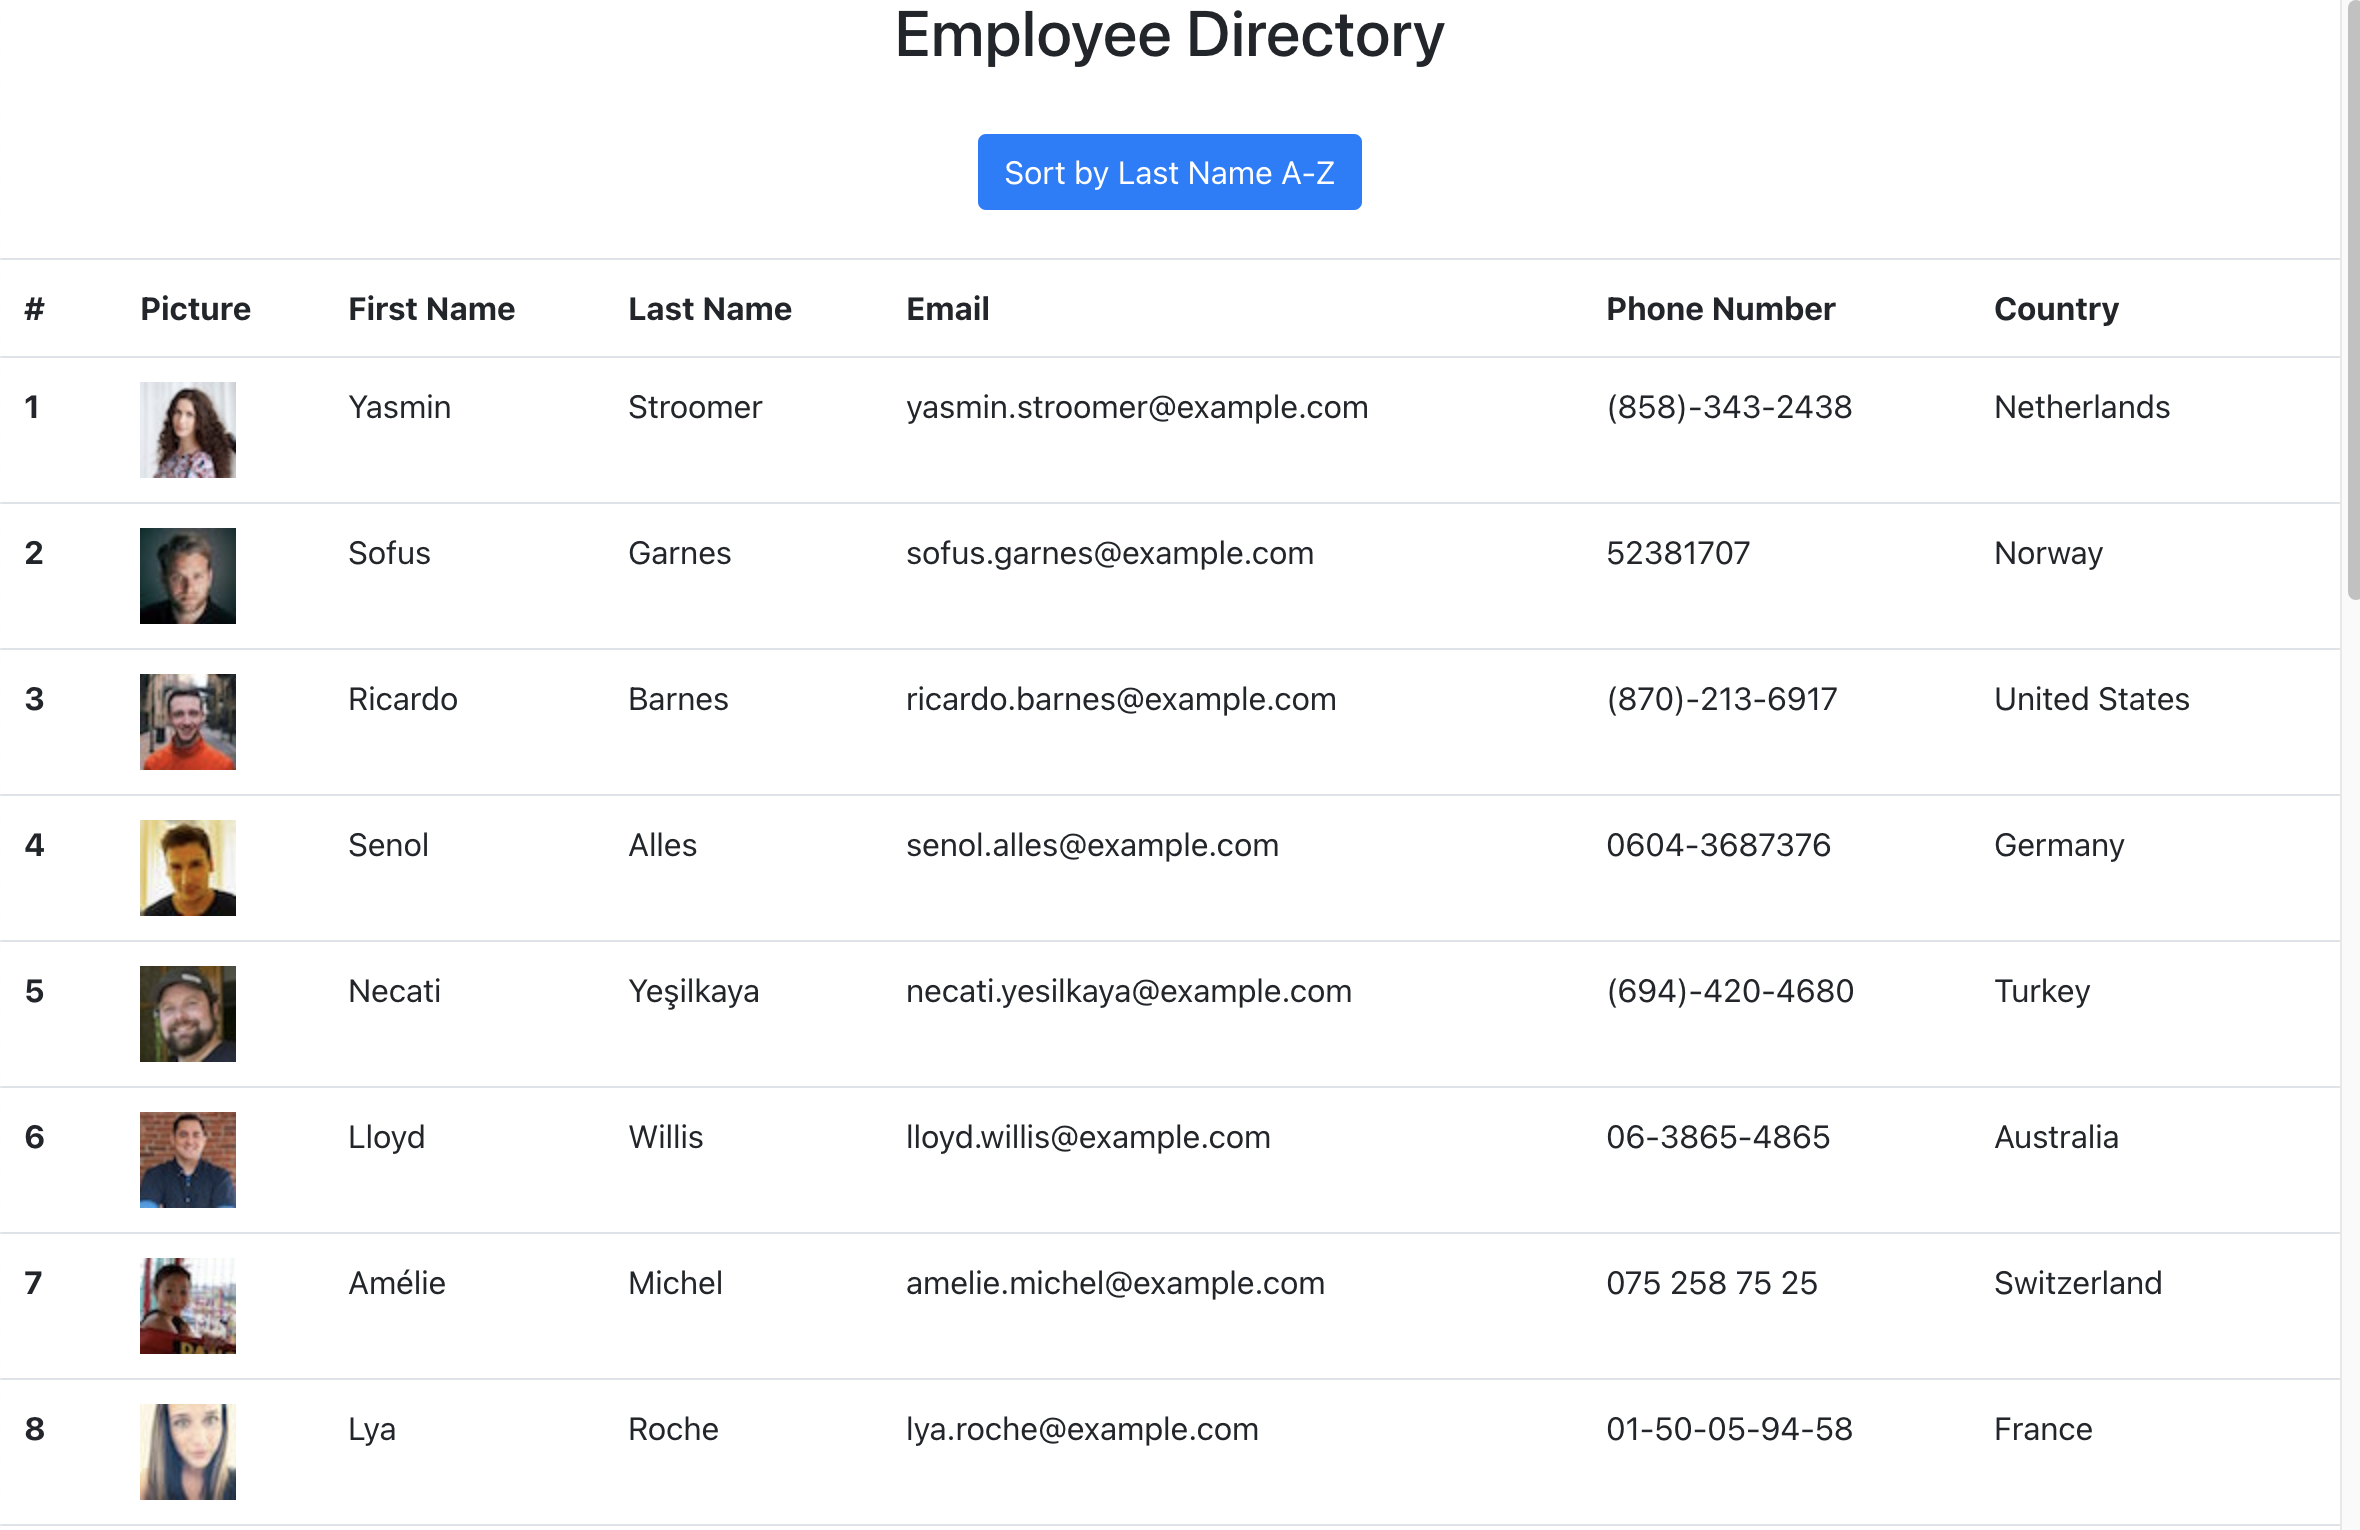 Employee Directory
Sort by Last Name A-Z
# Picture First Name Last Name Email Phone Number Country
1 Yasmin Stroomer yasmin.stroomer@example.com (858)-343-2438 Netherlands
2 Sofus Garnes sofus.garnes@example.com 52381707 Norway
3 Ricardo Barnes ricardo.barnes@example.com (870)-213-6917 United States
4 Senol Alles senol.alles@example.com 0604-3687376 Germany
5 Necati Yeşilkaya necati.yesilkaya@example.com (694)-420-4680 Turkey
6 Lloyd Willis lloyd.willis@example.com 06-3865-4865 Australia
7 Amélie Michel amelie.michel@example.com 075 258 75 25 Switzerland
8 Lya Roche lya.roche@example.com 01-50-05-94-58 France